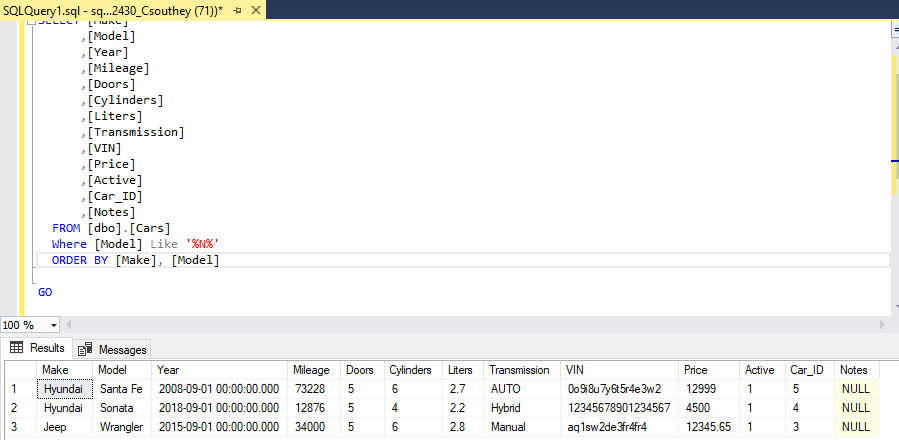 SQLQuery1.sql - sq...2430_Csouthey (71))*
SELECT [Make]
,[Model]
,[Year]
,[Mileage]
,[Doors]
,[Cylinders]
,[Liters]
,[Transmission]
,[VIN]
,[Price]
,[Active]
,[Car_ID]
,[Notes]
FROM [dbo].[Cars]
Where [Model] Like '%N%'
ORDER BY [Make], [Model]
GO
100 %
Results Messages
Make Model Year Mileage Doors Cylinders Liters Transmission VIN Price Active Car_ID Notes
1 Hyundai Santa Fe 2008-09-01 00:00:00.000 73228 5 6 2.7 AUTO 0o9i8u7y6t5r4e3w2 12999 1 5 NULL
2 Hyundai Sonata 2018-09-01 00:00:00.000 12876 5 4 2.2 Hybrid 12345678901234567 4500 1 4 NULL
3 Jeep Wrangler 2015-09-01 00:00:00.000 34000 5 6 2.8 Manual aq1sw2de3fr4fr4 12345.65 1 3 NULL